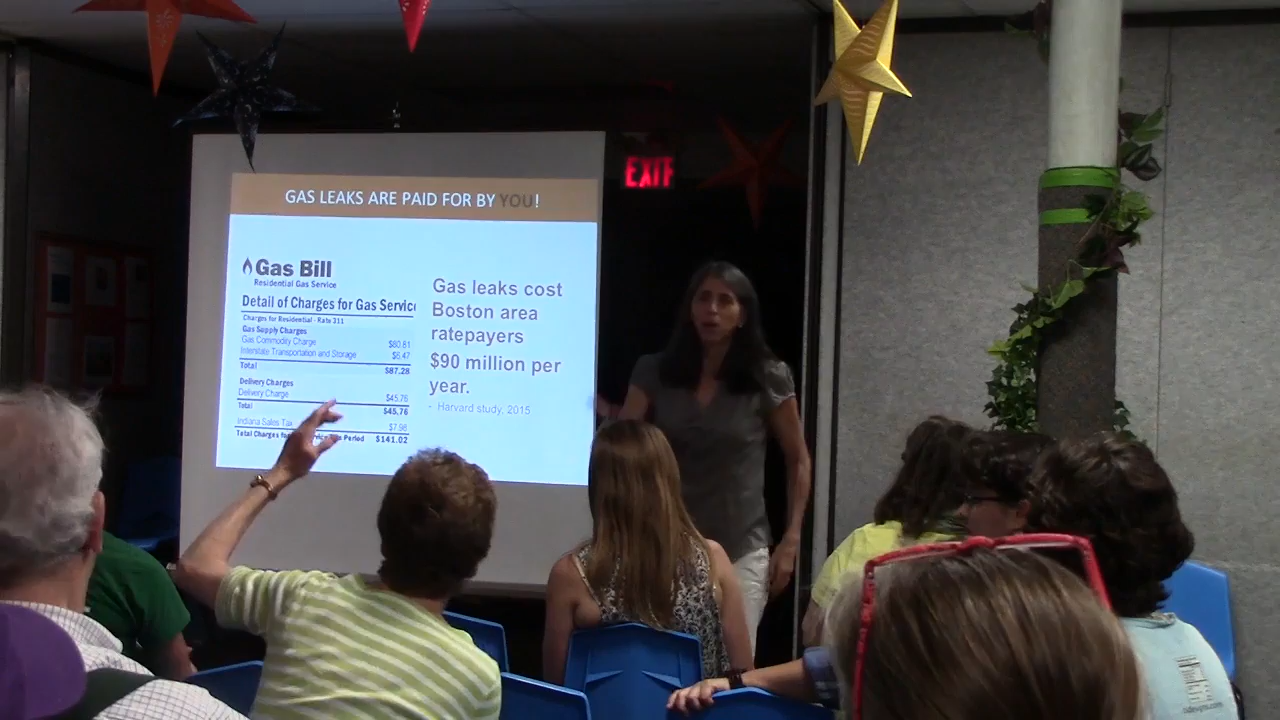 EXIT
GAS LEAKS ARE PAID FOR BY YOU!
Gas Bill
Residential Gas Service
Detail of Charges for Gas Service
Charges for Residential - Rate 311
Gas Supply Charges
Gas Commodity Charge $80.81
Interstate Transportation and Storage $6.47
Total $87.28
Delivery Charges
Delivery Charge $45.76
Total $45.76
Indiana Sales Tax $7.98
Total Charges for Period $141.02
Gas leaks cost
Boston area
ratepayers
$90 million per
year.
- Harvard study, 2015